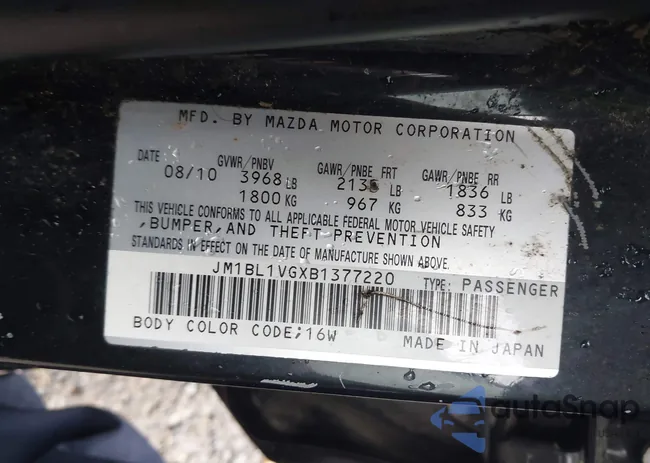 MFD. BY MAZDA MOTOR CORPORATION
DATE GVWR/PNBV GAWR/PNBE FRT GAWR/PNBE RR
08/10 3968 LB LB 1836 LB
1800 KG 967 KG 833 KG
THIS VEHICLE CONFORMS TO ALL APPLICABLE FEDERAL MOTOR VEHICLE SAFETY
,BUMPER,AND THEFT PREVENTION
STANDARDS IN EFFECT ON THE DATE OF MANUFACTURE SHOWN ABOVE.
JM1BL1VGXB1377220 TYPE: PASSENGER
BODY COLOR CODE;16W MADE IN JAPAN
autoSnap